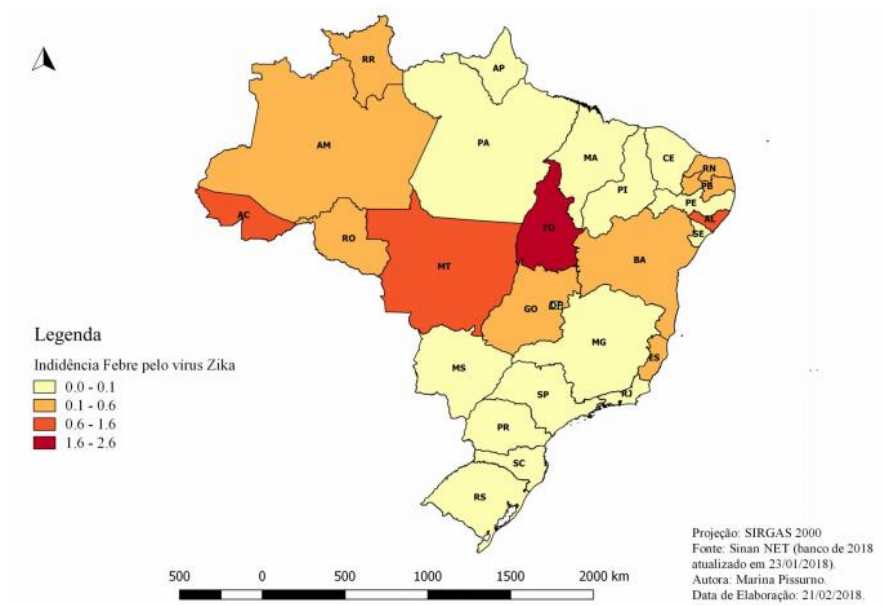 RR
AP
AM
PA
MA
CE
RN
PB
PI
PE
AL
SE
AC
TO
RO
BA
MT
GO
DF
MG
ES
MS
SP
RJ
PR
SC
RS
Legenda
Indidência Febre pelo vírus Zika
0.0 - 0.1
0.1 - 0.6
0.6 - 1.6
1.6 - 2.6
500 0 500 1000 1500 2000 km
Projeção: SIRGAS 2000
Fonte: Sinan NET (banco de 2018
atualizado em 23/01/2018).
Autora: Marina Pissurno.
Data de Elaboração: 21/02/2018.